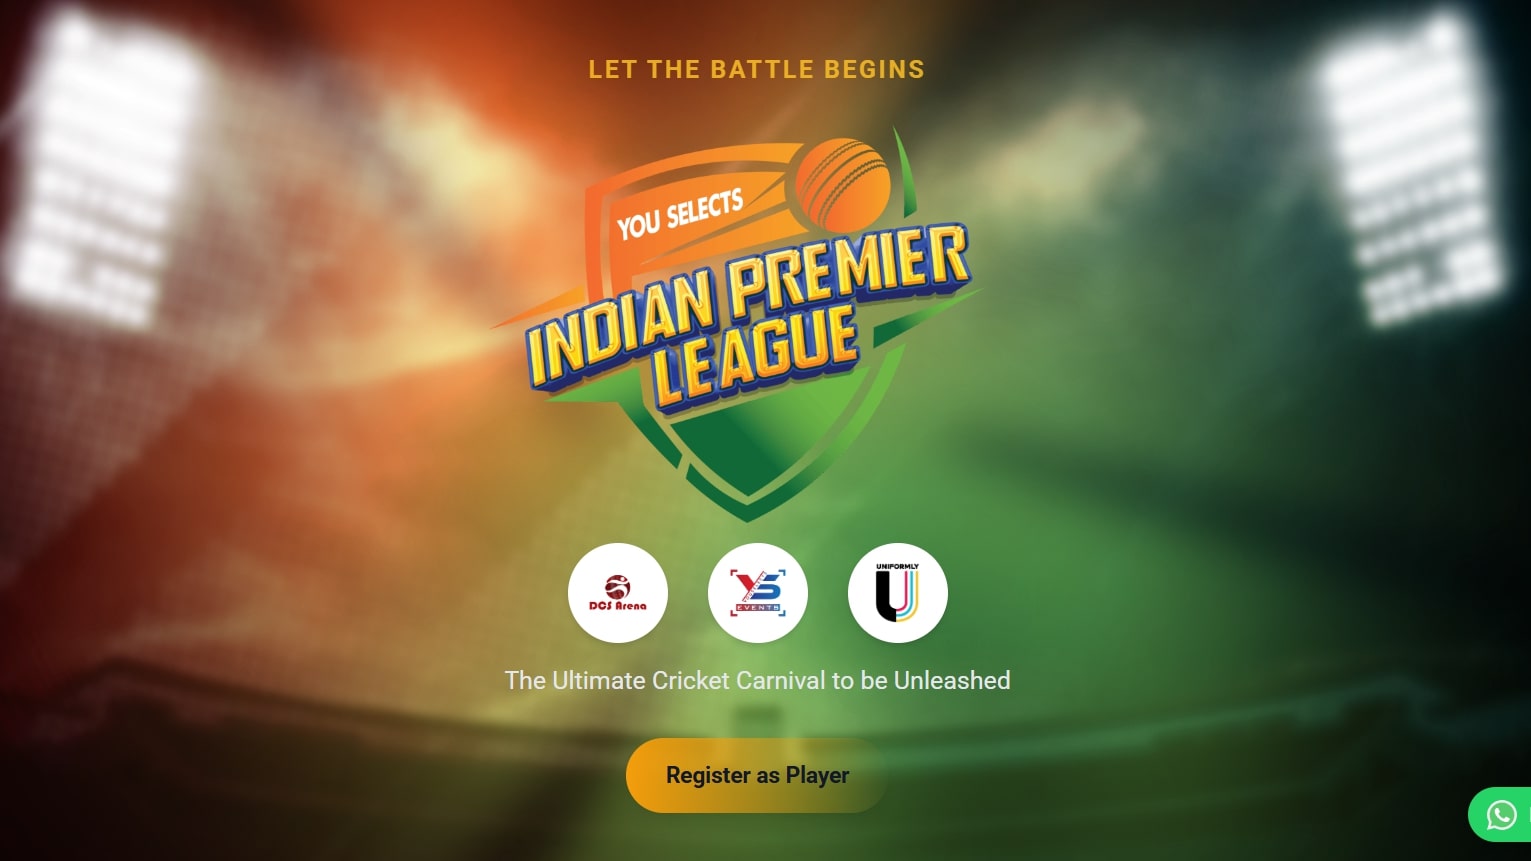 LET THE BATTLE BEGINS
YOU SELECTS
INDIAN PREMIER
LEAGUE
DCS Arena
YS
EVENTS
UNIFORMLY
U
The Ultimate Cricket Carnival to be Unleashed
Register as Player